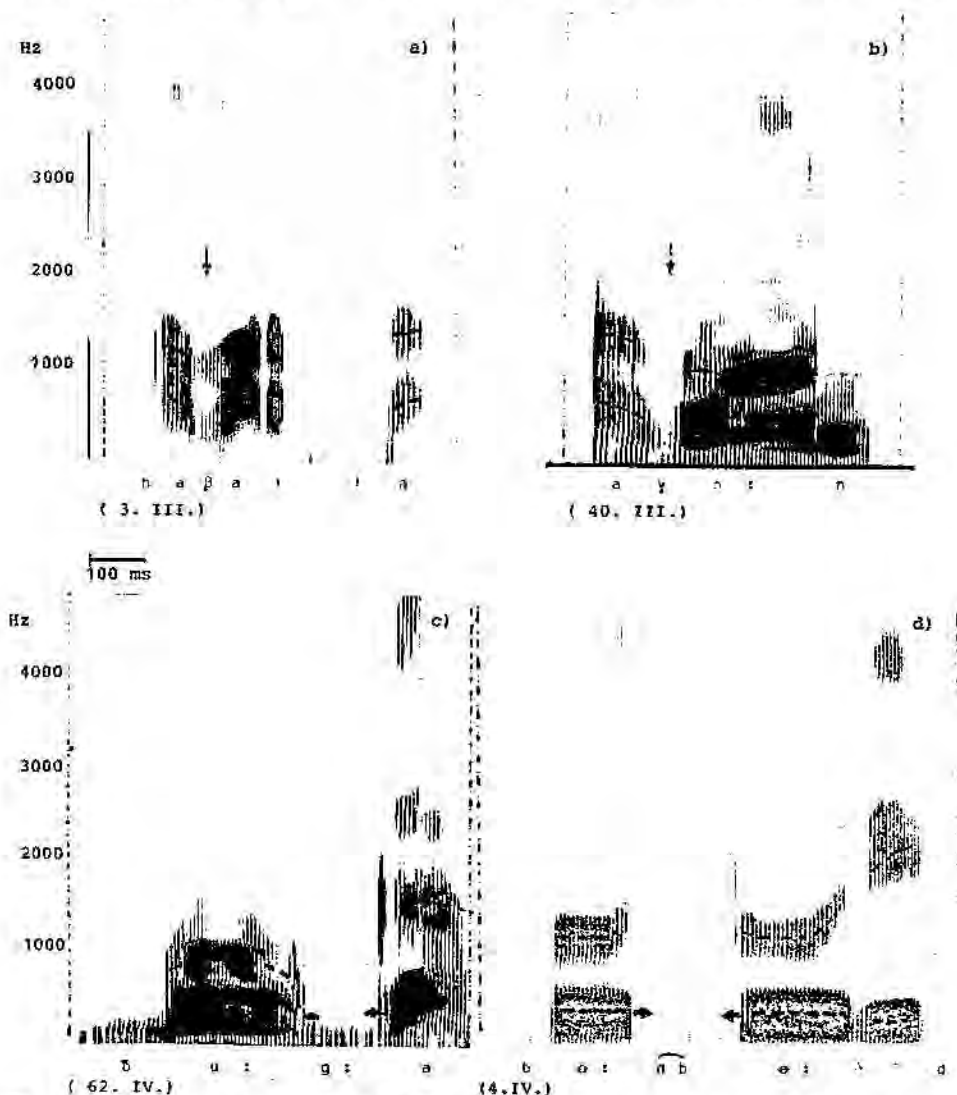 Hz a) b)
4000
3000
2000
1000
b a β a
a ɣ ɔ : n
( 3. III.) ( 40. III.)
100 ms
Hz c) d)
4000
3000
2000
1000
u : g :
( 62. IV.) (4.IV.)